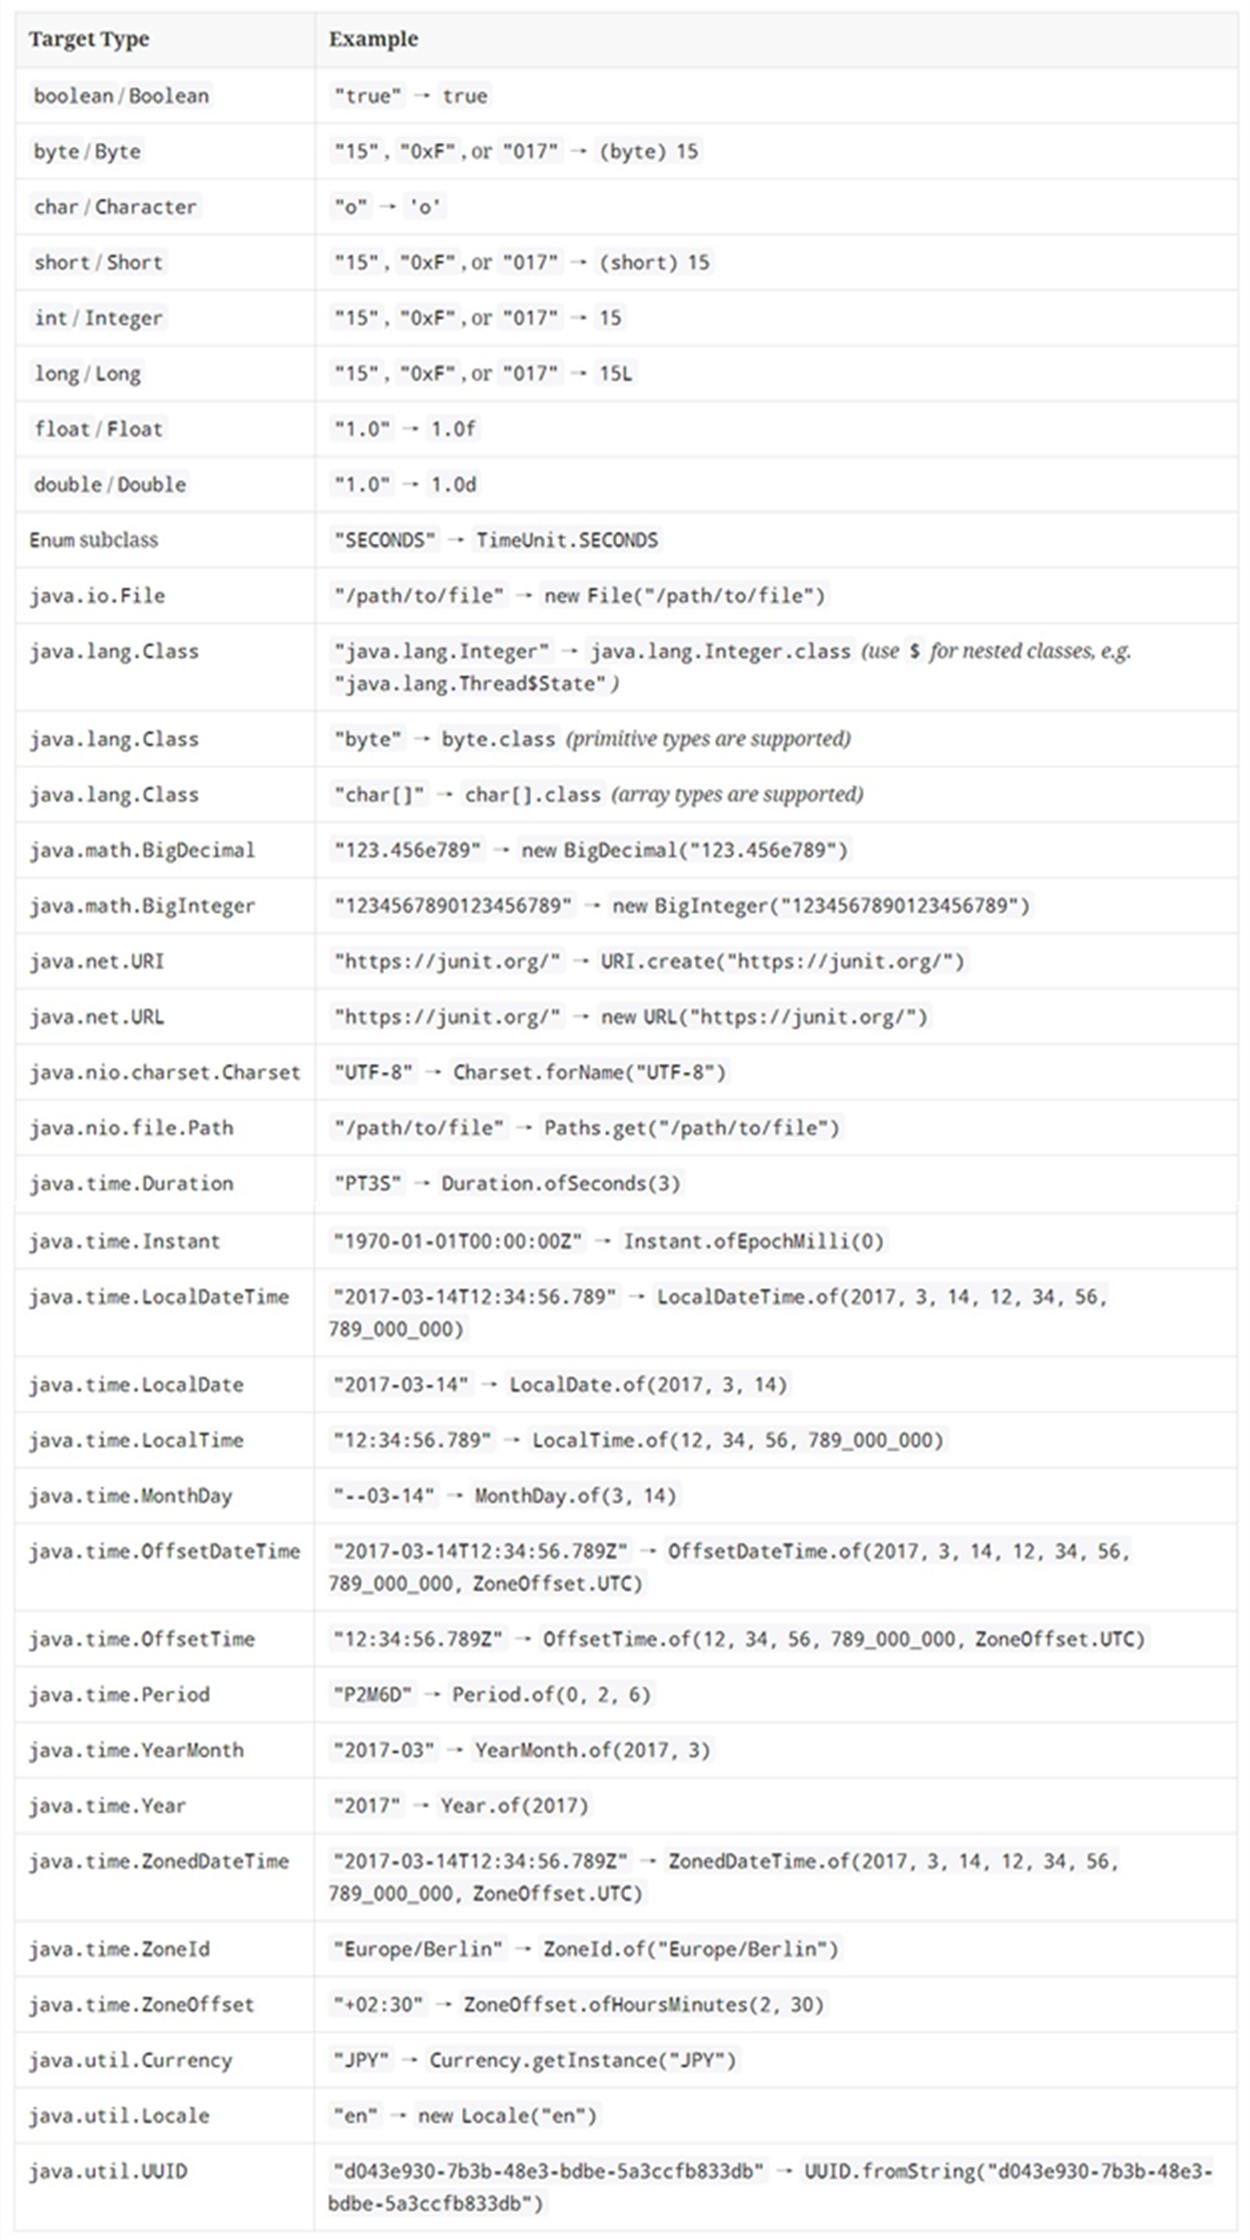 Target Type Example
boolean/Boolean "true" → true
byte/Byte "15", "0xF", or "017" → (byte) 15
char/Character "o" → 'o'
short/Short "15", "0xF", or "017" → (short) 15
int/Integer "15", "0xF", or "017" → 15
long/Long "15", "0xF", or "017" → 15L
float/Float "1.0" → 1.0f
double/Double "1.0" → 1.0d
Enum subclass "SECONDS" → TimeUnit.SECONDS
java.io.File "/path/to/file" → new File("/path/to/file")
java.lang.Class "java.lang.Integer" → java.lang.Integer.class (use $ for nested classes, e.g.
"java.lang.Thread$State")
java.lang.Class "byte" → byte.class (primitive types are supported)
java.lang.Class "char[]" → char[].class (array types are supported)
java.math.BigDecimal "123.456e789" → new BigDecimal("123.456e789")
java.math.BigInteger "1234567890123456789" → new BigInteger("1234567890123456789")
java.net.URI "https://junit.org/" → URI.create("https://junit.org/")
java.net.URL "https://junit.org/" → new URL("https://junit.org/")
java.nio.charset.Charset "UTF-8" → Charset.forName("UTF-8")
java.nio.file.Path "/path/to/file" → Paths.get("/path/to/file")
java.time.Duration "PT3S" → Duration.ofSeconds(3)
java.time.Instant "1970-01-01T00:00:00Z" → Instant.ofEpochMilli(0)
java.time.LocalDateTime "2017-03-14T12:34:56.789" → LocalDateTime.of(2017, 3, 14, 12, 34, 56,
789_000_000)
java.time.LocalDate "2017-03-14" → LocalDate.of(2017, 3, 14)
java.time.LocalTime "12:34:56.789" → LocalTime.of(12, 34, 56, 789_000_000)
java.time.MonthDay "--03-14" → MonthDay.of(3, 14)
java.time.OffsetDateTime "2017-03-14T12:34:56.789Z" → OffsetDateTime.of(2017, 3, 14, 12, 34, 56,
789_000_000, ZoneOffset.UTC)
java.time.OffsetTime "12:34:56.789Z" → OffsetTime.of(12, 34, 56, 789_000_000, ZoneOffset.UTC)
java.time.Period "P2M6D" → Period.of(0, 2, 6)
java.time.YearMonth "2017-03" → YearMonth.of(2017, 3)
java.time.Year "2017" → Year.of(2017)
java.time.ZonedDateTime "2017-03-14T12:34:56.789Z" → ZonedDateTime.of(2017, 3, 14, 12, 34, 56,
789_000_000, ZoneOffset.UTC)
java.time.ZoneId "Europe/Berlin" → ZoneId.of("Europe/Berlin")
java.time.ZoneOffset "+02:30" → ZoneOffset.ofHoursMinutes(2, 30)
java.util.Currency "JPY" → Currency.getInstance("JPY")
java.util.Locale "en" → new Locale("en")
java.util.UUID "d043e930-7b3b-48e3-bdbe-5a3ccfb833db" → UUID.fromString("d043e930-7b3b-48e3-
bdbe-5a3ccfb833db")